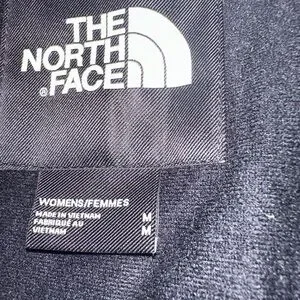 THE
NORTH
FACE
®
WOMENS/FEMMES
MADE IN VIETNAM M
FABRIQUÉ AU
VIETNAM M